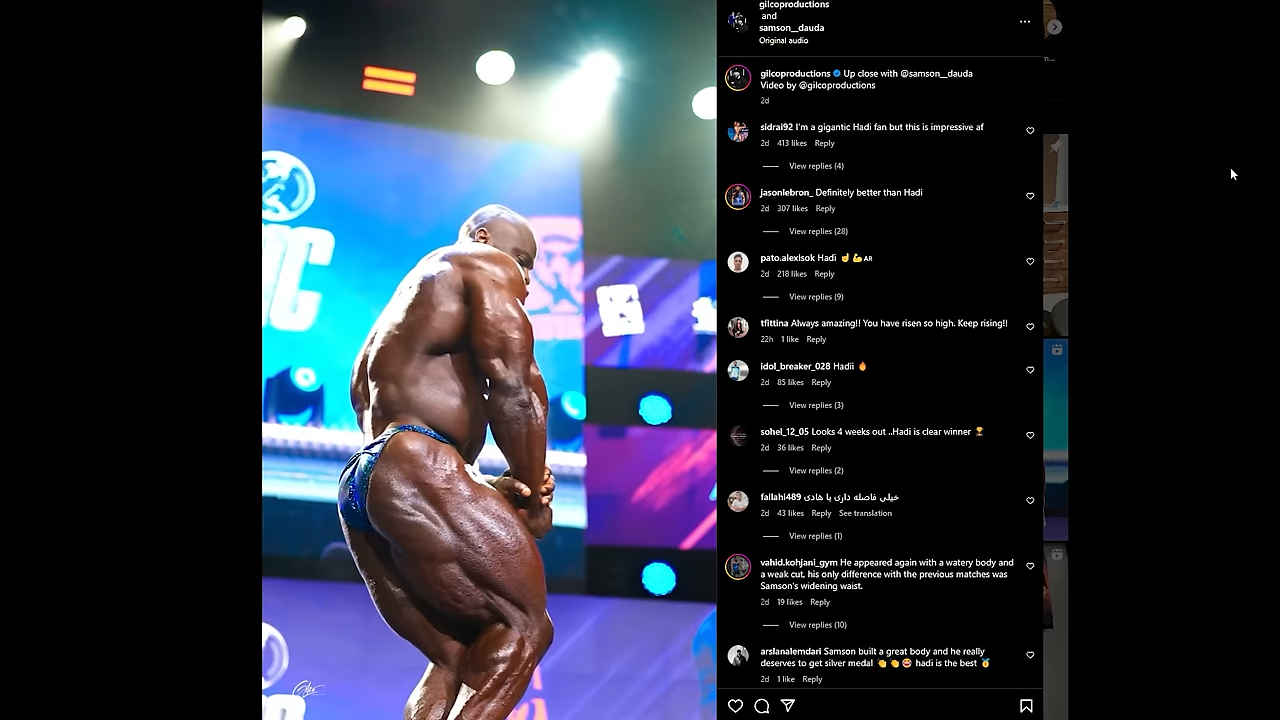 gilcoproductions
and
samson__dauda
Original audio
gilcoproductions Up close with @samson__dauda
Video by @gilcoproductions
2d
sidrai92 I'm a gigantic Hadi fan but this is impressive af
2d 413 likes Reply
View replies (4)
jasonlebron_ Definitely better than Hadi
2d 307 likes Reply
View replies (28)
pato.alexisok Hadi ☝️💪🏼AR
2d 218 likes Reply
View replies (9)
tfittina Always amazing!! You have risen so high. Keep rising!!
22h 1 like Reply
idol_breaker_028 Hadii 🔥
2d 85 likes Reply
View replies (3)
sohel_12_05 Looks 4 weeks out ..Hadi is clear winner 🏆
2d 36 likes Reply
View replies (2)
fallahi489 خیلی فاصله داری با هادی
2d 43 likes Reply See translation
View replies (1)
vahid.kohjani_gym He appeared again with a watery body and
a weak cut, his only difference with the previous matches was
Samson's widening waist.
2d 19 likes Reply
View replies (10)
arslanalemdari Samson built a great body and he really
deserves to get silver medal 👏👏😂 hadi is the best 🥇
2d 1 like Reply